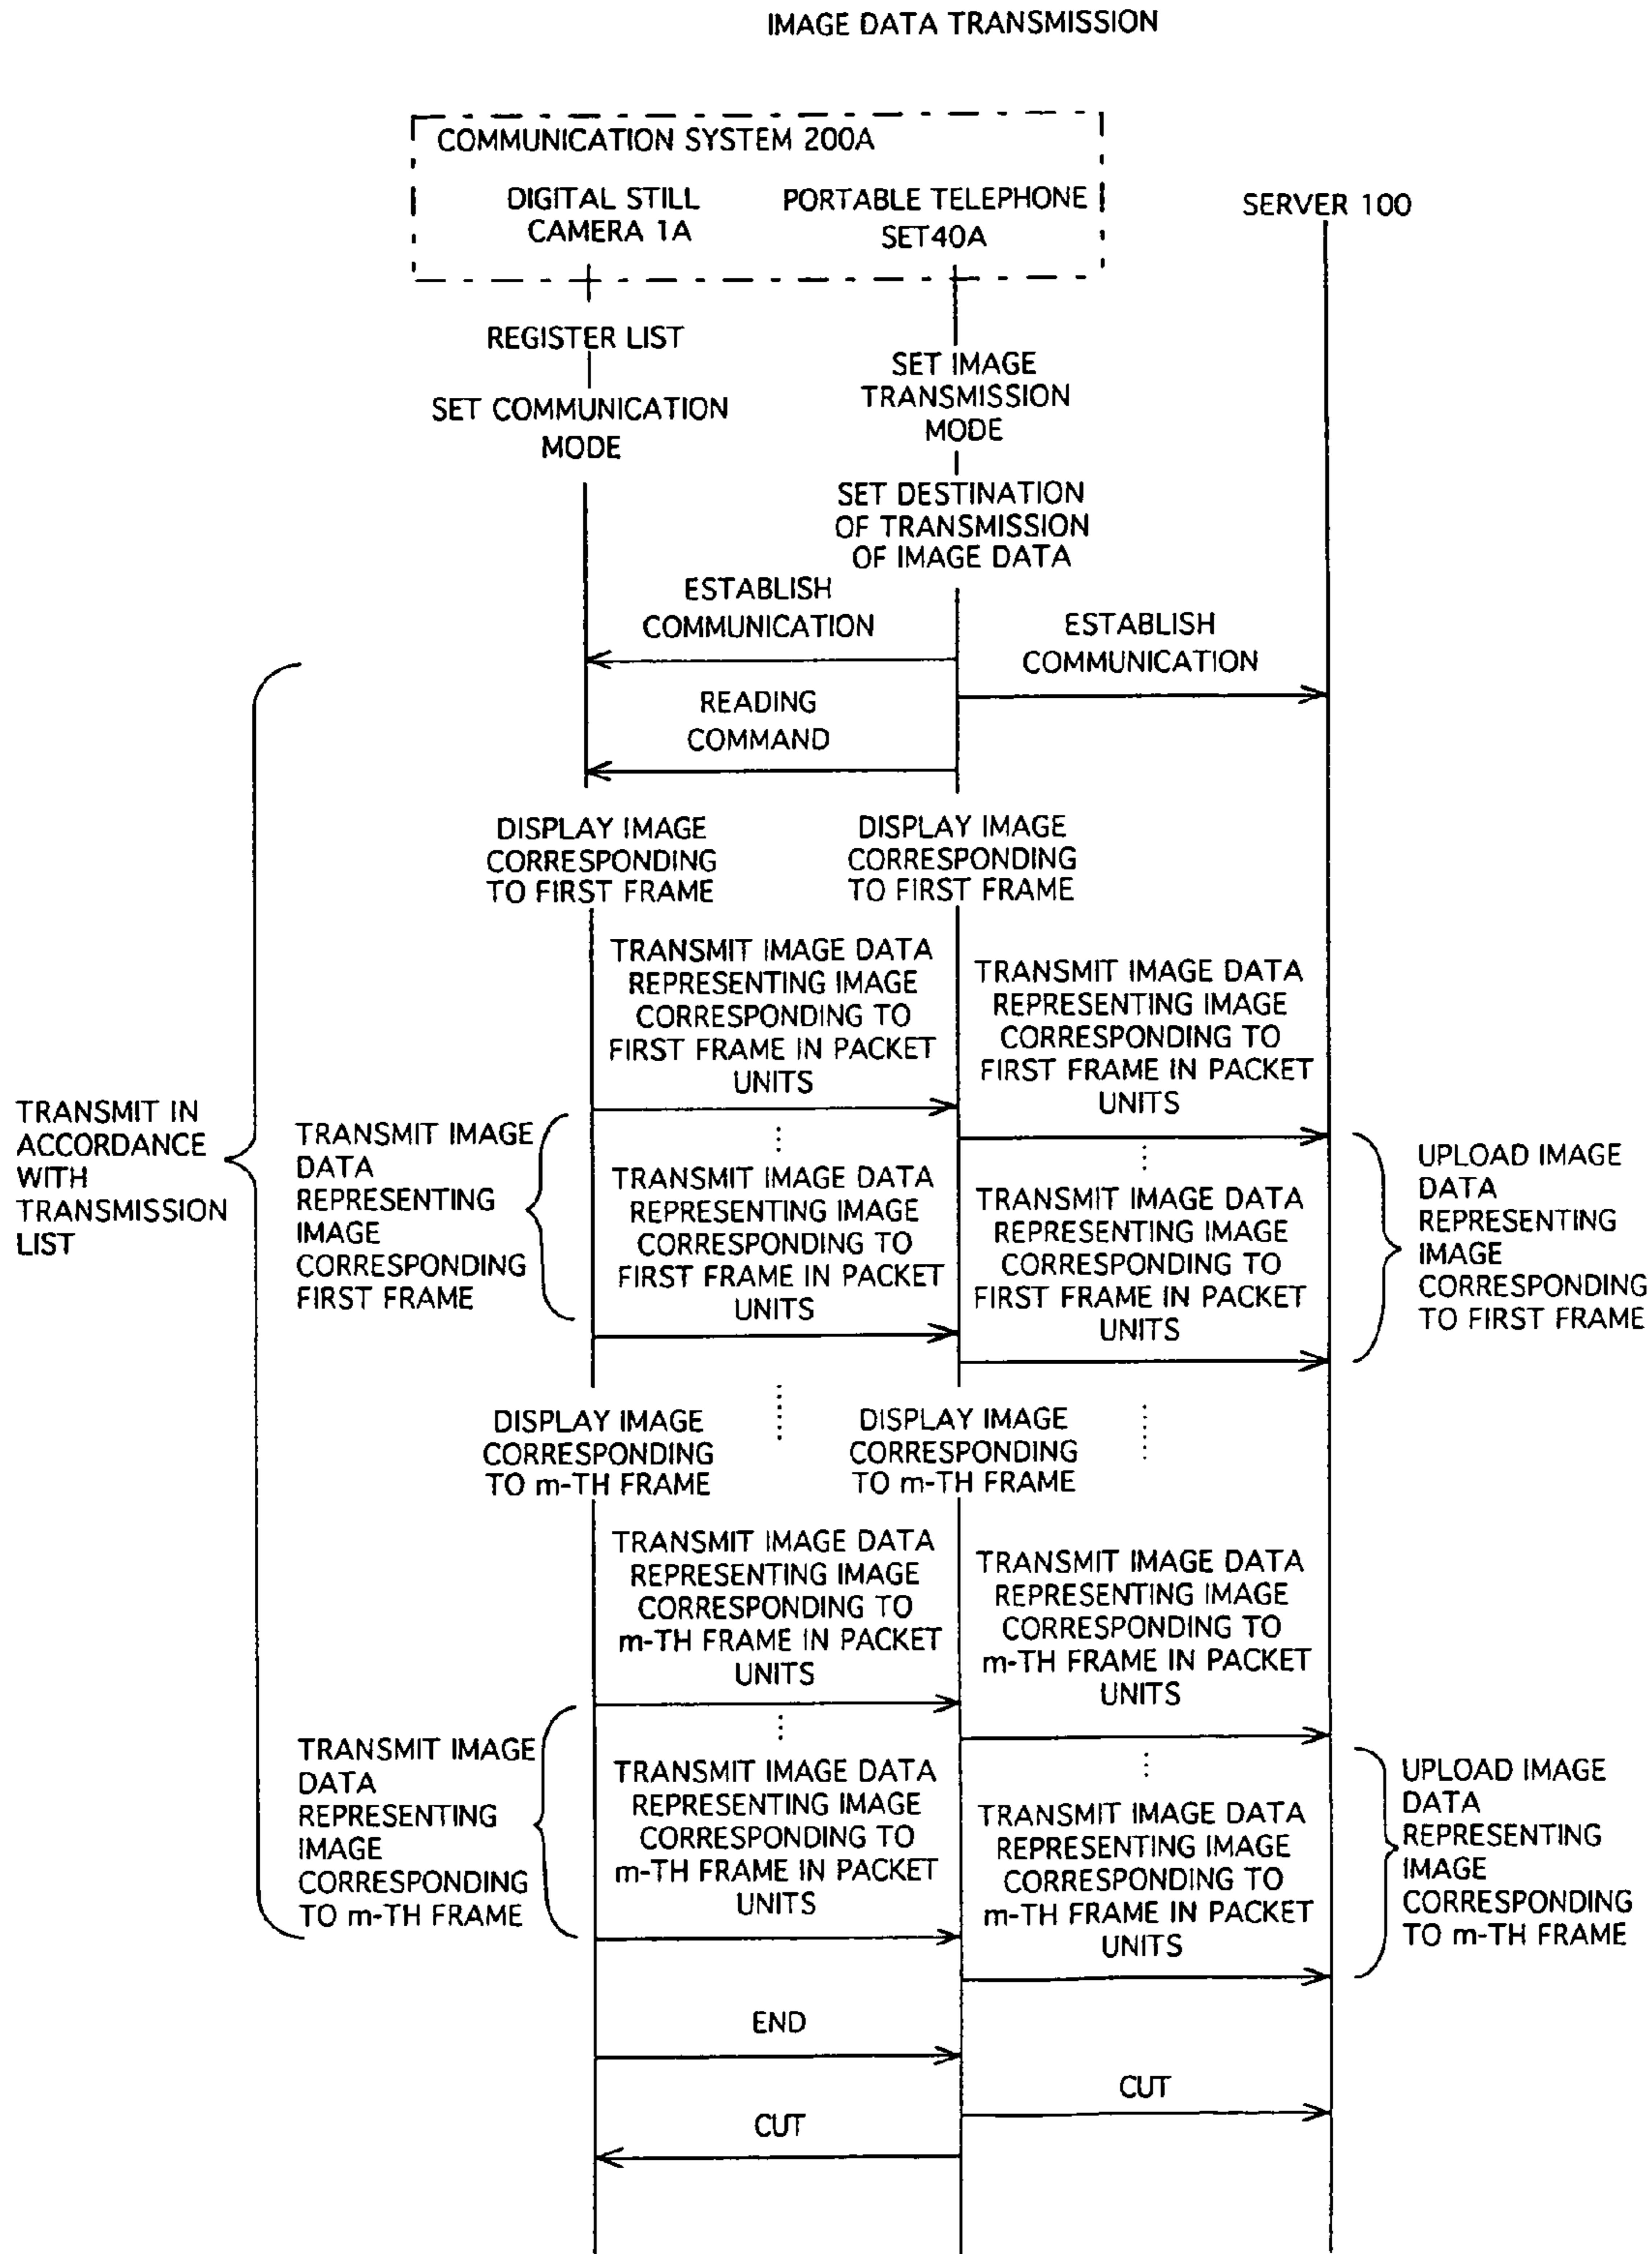 IMAGE DATA TRANSMISSION
COMMUNICATION SYSTEM 200A
DIGITAL STILL
CAMERA 1A
PORTABLE TELEPHONE
SET40A
SERVER 100
REGISTER LIST
SET COMMUNICATION
MODE
SET IMAGE
TRANSMISSION
MODE
SET DESTINATION
OF TRANSMISSION
OF IMAGE DATA
ESTABLISH
COMMUNICATION
ESTABLISH
COMMUNICATION
READING
COMMAND
DISPLAY IMAGE
CORRESPONDING
TO FIRST FRAME
DISPLAY IMAGE
CORRESPONDING
TO FIRST FRAME
TRANSMIT IMAGE DATA
REPRESENTING IMAGE
CORRESPONDING TO
FIRST FRAME IN PACKET
UNITS
TRANSMIT IMAGE DATA
REPRESENTING IMAGE
CORRESPONDING TO
FIRST FRAME IN PACKET
UNITS
TRANSMIT IN
ACCORDANCE
WITH
TRANSMISSION
LIST
TRANSMIT IMAGE
DATA
REPRESENTING
IMAGE
CORRESPONDING
FIRST FRAME
TRANSMIT IMAGE DATA
REPRESENTING IMAGE
CORRESPONDING TO
FIRST FRAME IN PACKET
UNITS
TRANSMIT IMAGE DATA
REPRESENTING IMAGE
CORRESPONDING TO
FIRST FRAME IN PACKET
UNITS
UPLOAD IMAGE
DATA
REPRESENTING
IMAGE
CORRESPONDING
TO FIRST FRAME
DISPLAY IMAGE
CORRESPONDING
TO m-TH FRAME
DISPLAY IMAGE
CORRESPONDING
TO m-TH FRAME
TRANSMIT IMAGE DATA
REPRESENTING IMAGE
CORRESPONDING TO
m-TH FRAME IN PACKET
UNITS
TRANSMIT IMAGE DATA
REPRESENTING IMAGE
CORRESPONDING TO
m-TH FRAME IN PACKET
UNITS
TRANSMIT IMAGE
DATA
REPRESENTING
IMAGE
CORRESPONDING
TO m-TH FRAME
TRANSMIT IMAGE DATA
REPRESENTING IMAGE
CORRESPONDING TO
m-TH FRAME IN PACKET
UNITS
TRANSMIT IMAGE DATA
REPRESENTING IMAGE
CORRESPONDING TO
m-TH FRAME IN PACKET
UNITS
UPLOAD IMAGE
DATA
REPRESENTING
IMAGE
CORRESPONDING
TO m-TH FRAME
END
CUT
CUT